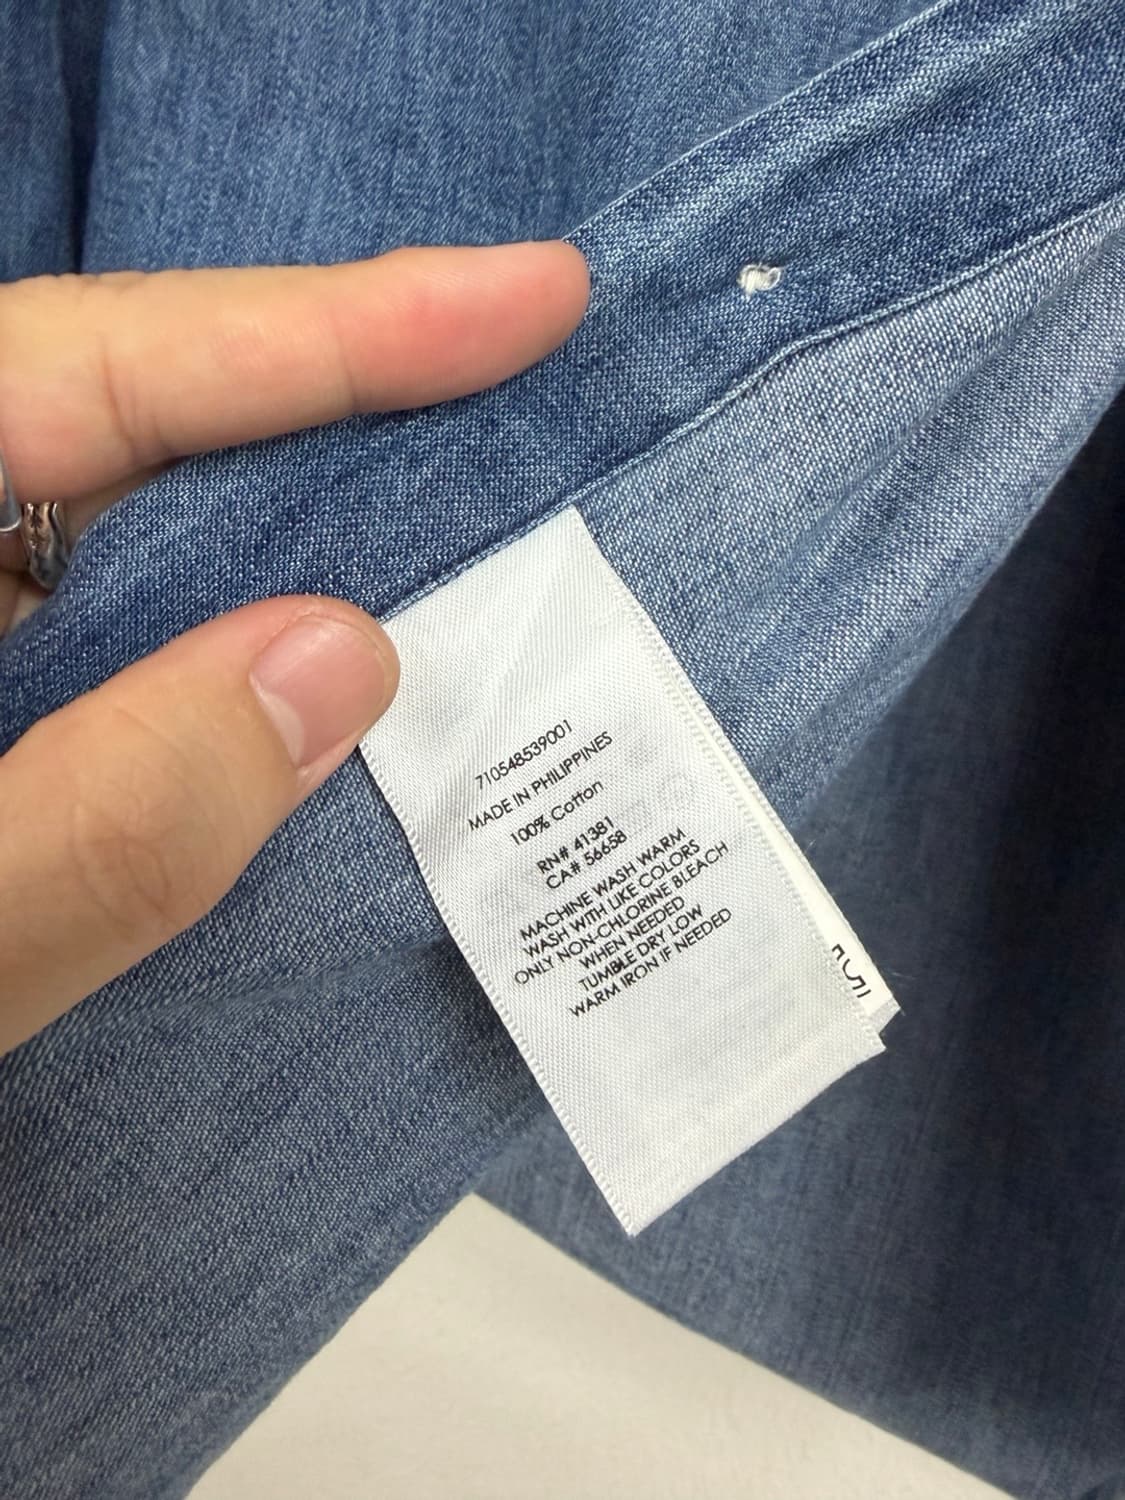 710548539001
MADE IN PHILIPPINES
100% Cotton
RN# 41381
CA# 56658
MACHINE WASH WARM
WASH WITH LIKE COLORS
ONLY NON-CHLORINE BLEACH
WHEN NEEDED
TUMBLE DRY LOW
WARM IRON IF NEEDED